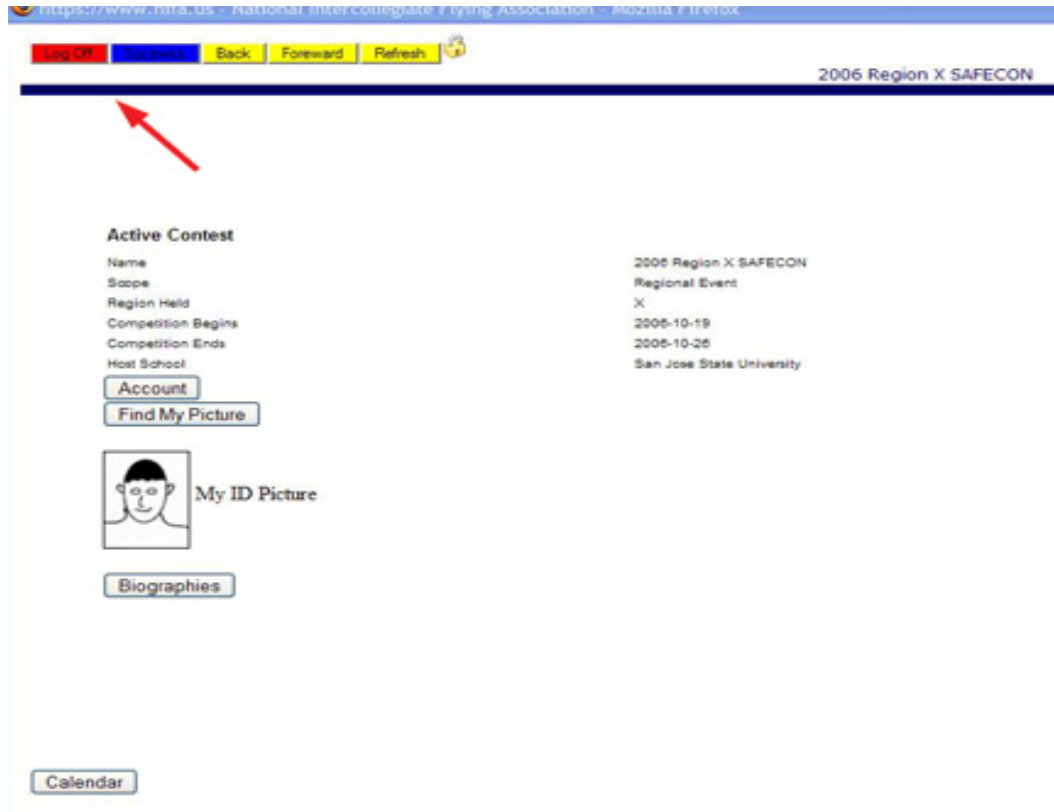 https://www.nifa.us - National Intercollegiate Flying Association - Mozilla Firefox
Log Off Back Foreward Refresh
2006 Region X SAFECON
Active Contest
Name 2006 Region X SAFECON
Scope Regional Event
Region Held X
Competition Begins 2006-10-19
Competition Ends 2006-10-26
Host School San Jose State University
Account
Find My Picture
My ID Picture
Biographies
Calendar